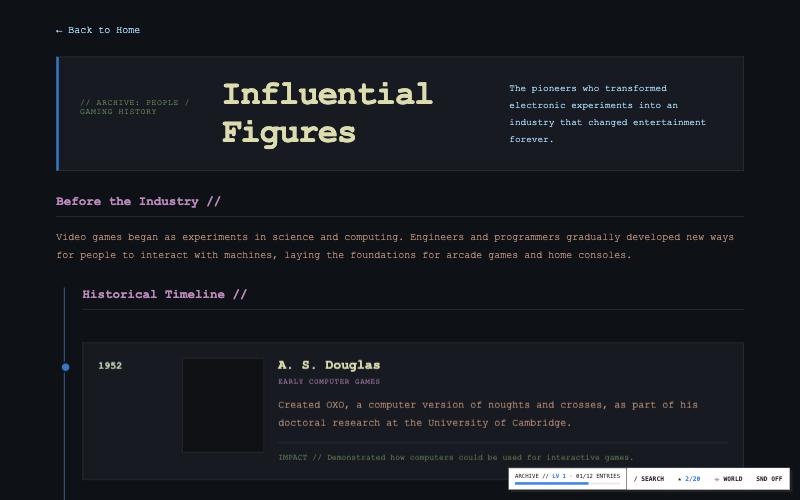 ← Back to Home
// ARCHIVE: PEOPLE /
GAMING HISTORY
Influential
Figures
The pioneers who transformed
electronic experiments into an
industry that changed entertainment
forever.
Before the Industry //
Video games began as experiments in science and computing. Engineers and programmers gradually developed new ways
for people to interact with machines, laying the foundations for arcade games and home consoles.
Historical Timeline //
1952
A. S. Douglas
EARLY COMPUTER GAMES
Created OXO, a computer version of noughts and crosses, as part of his
doctoral research at the University of Cambridge.
IMPACT // Demonstrated how computers could be used for interactive games.
ARCHIVE // LV 1 · 01/12 ENTRIES
/ SEARCH
★ 2/20
WORLD
SND OFF